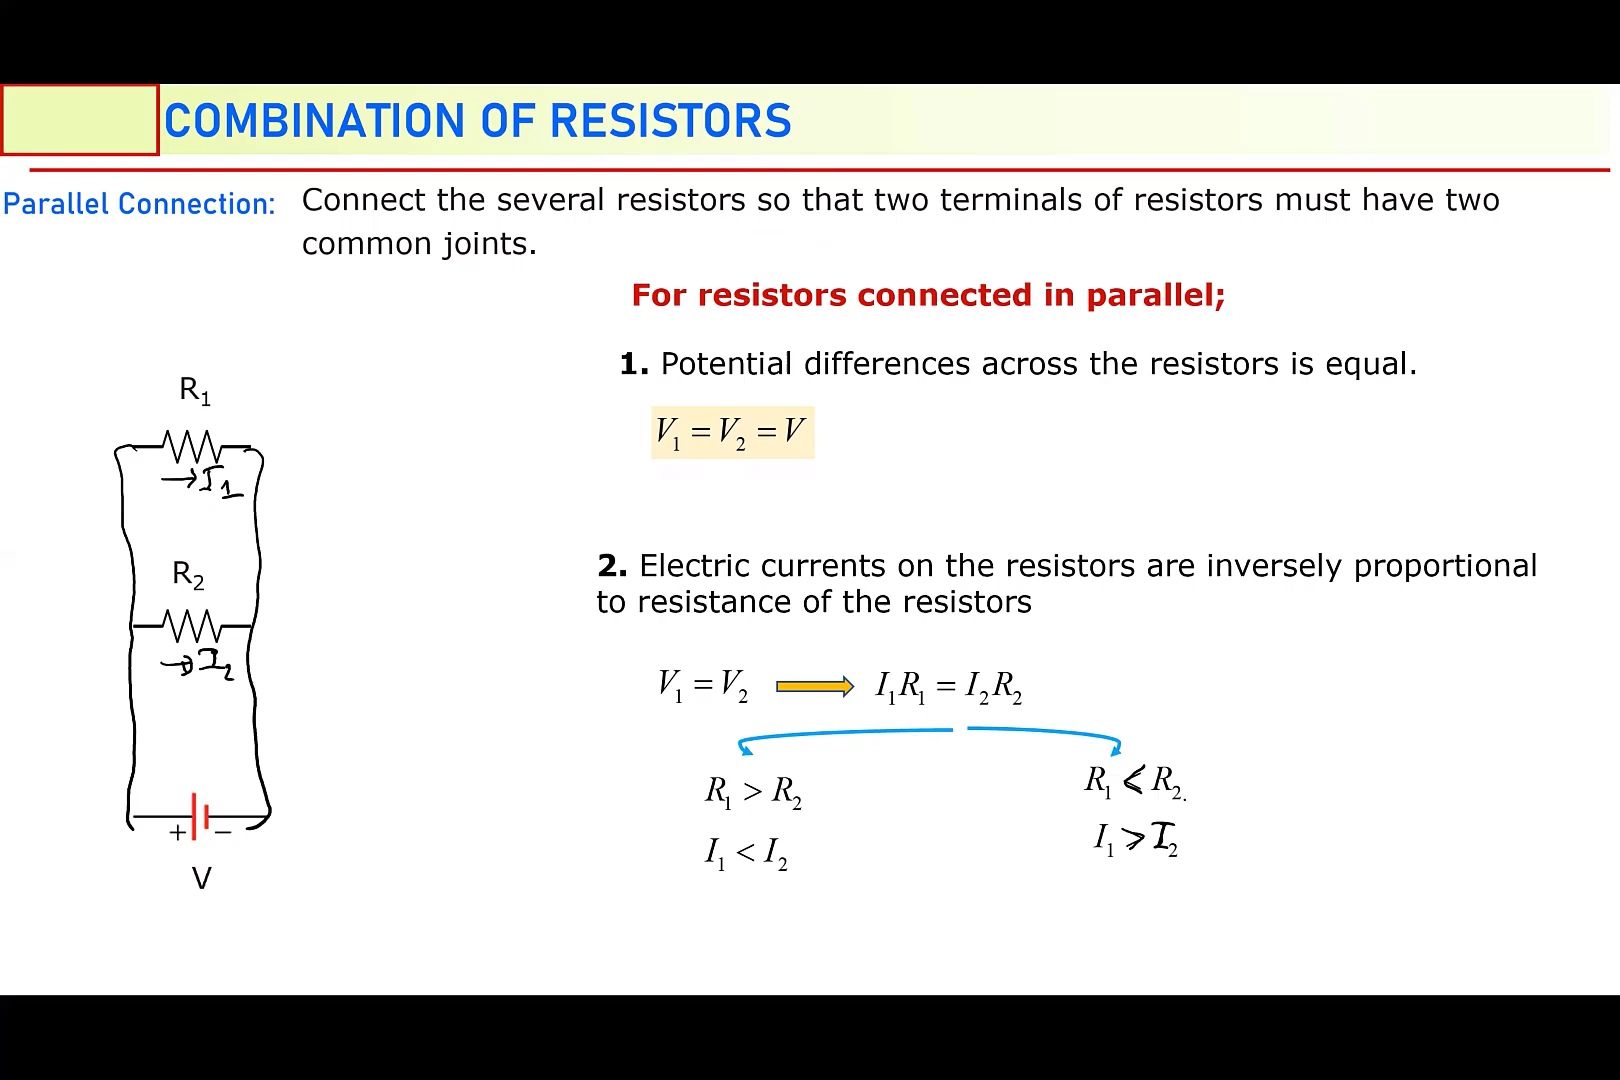 COMBINATION OF RESISTORS
Parallel Connection: Connect the several resistors so that two terminals of resistors must have two
common joints.
For resistors connected in parallel;
1. Potential differences across the resistors is equal.
V₁ = V₂ = V
R₁
→ I₁
R₂
→ I₂
+ −
V
2. Electric currents on the resistors are inversely proportional
to resistance of the resistors
V₁ = V₂ I₁R₁ = I₂R₂
R₁ > R₂
I₁ < I₂
R₁ < R₂.
I₁ > I₂